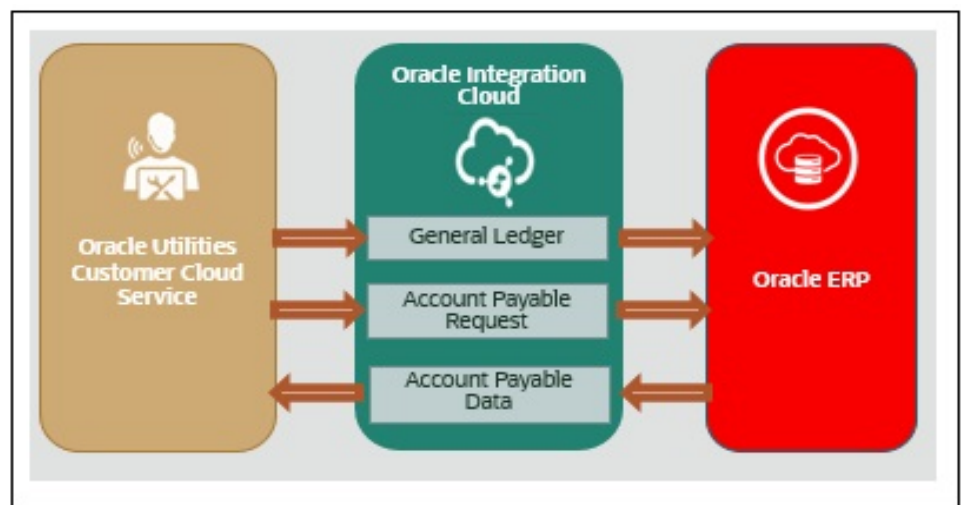 Oracle Utilities
Customer Cloud
Service
Oracle Integration
Cloud
General Ledger
Account Payable
Request
Account Payable
Data
Oracle ERP